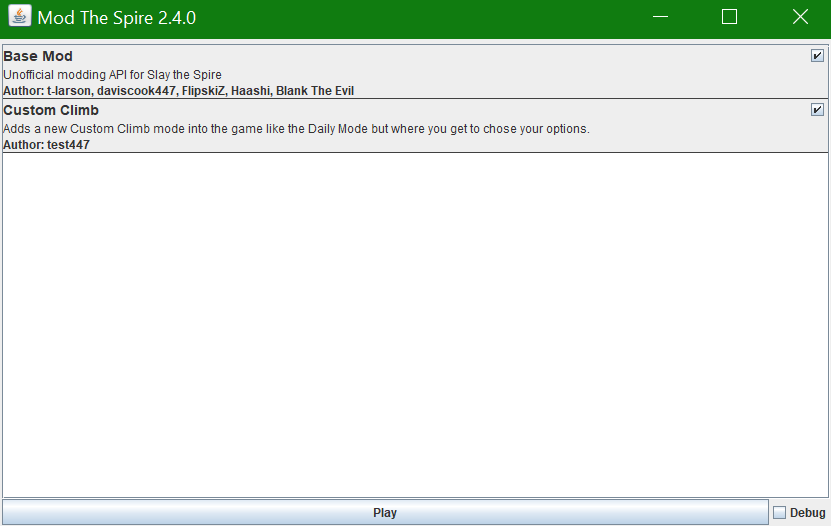 Mod The Spire 2.4.0
Base Mod
Unofficial modding API for Slay the Spire
Author: t-larson, daviscook447, FlipskiZ, Haashi, Blank The Evil
Custom Climb
Adds a new Custom Climb mode into the game like the Daily Mode but where you get to chose your options.
Author: test447
Play
Debug